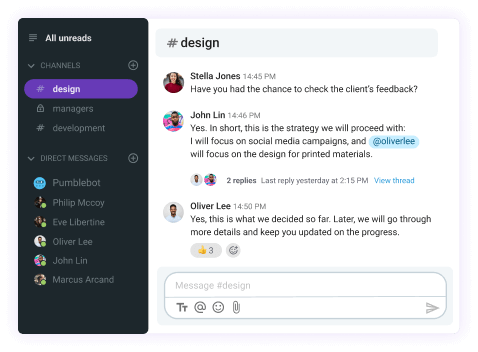 All unreads
CHANNELS
# design
managers
# development
DIRECT MESSAGES
Pumblebot
Philip Mccoy
Eve Libertine
Oliver Lee
John Lin
Marcus Arcand
# design
Stella Jones 14:45 PM
Have you had the chance to check the client's feedback?
John Lin 14:46 PM
Yes. In short, this is the strategy we will proceed with:
I will focus on social media campaigns, and @oliverlee
will focus on the design for printed materials.
2 replies Last reply yesterday at 2:15 PM View thread
Oliver Lee 14:50 PM
Yes, this is what we decided so far. Later, we will go through
more details and keep you updated on the progress.
👍 3
Message #design
TT @